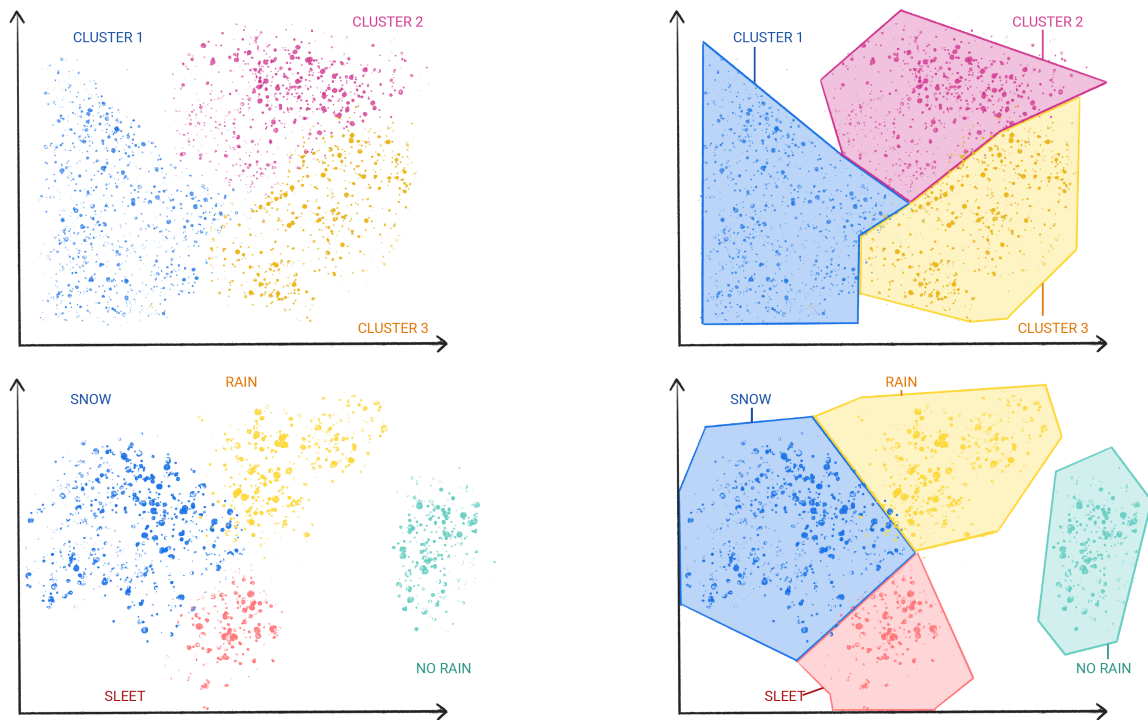 CLUSTER 1
CLUSTER 2
CLUSTER 3
CLUSTER 1
CLUSTER 2
CLUSTER 3
SNOW
RAIN
SLEET
NO RAIN
SNOW
RAIN
SLEET
NO RAIN